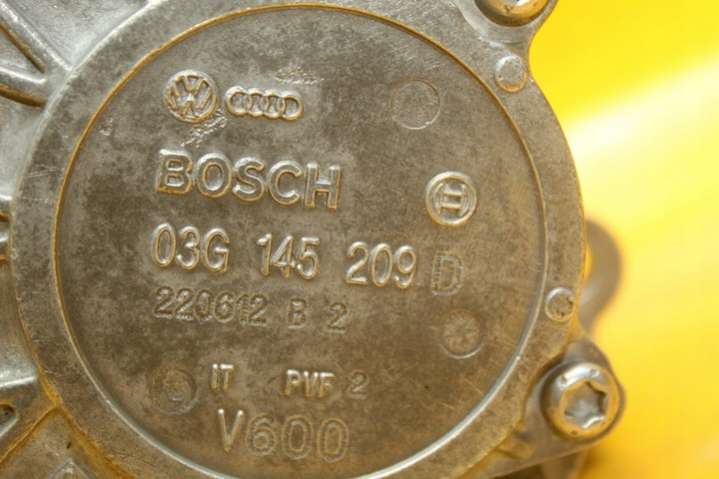 BOSCH
03G 145 209 D
220612 B 2
IT PVF 2
V600